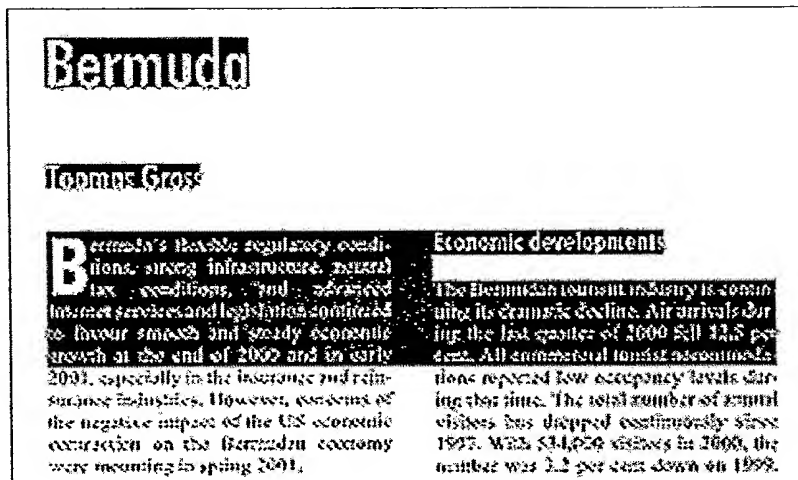 Bermuda
Toomas Gross
Bermuda's flexible regulatory condi-
tions, strong infrastructure, neutral
tax conditions, and advanced
Internet services and legislation continued
to favour smooth and steady economic
growth at the end of 2000 and in early
2001, especially in the insurance and rein-
surance industries. However, concerns of
the negative impact of the US economic
contraction on the Bermudan economy
were mounting in spring 2001.
Economic developments
The Bermudan tourism industry is contin-
uing its dramatic decline. Air arrivals dur-
ing the last quarter of 2000 fell 12.5 per
cent. All commercial tourist accommoda-
tions reported low occupancy levels dur-
ing that time. The total number of annual
visitors has dropped continuously since
1997. With visitors in 2000, the
number was 3.2 per cent down on 1999.